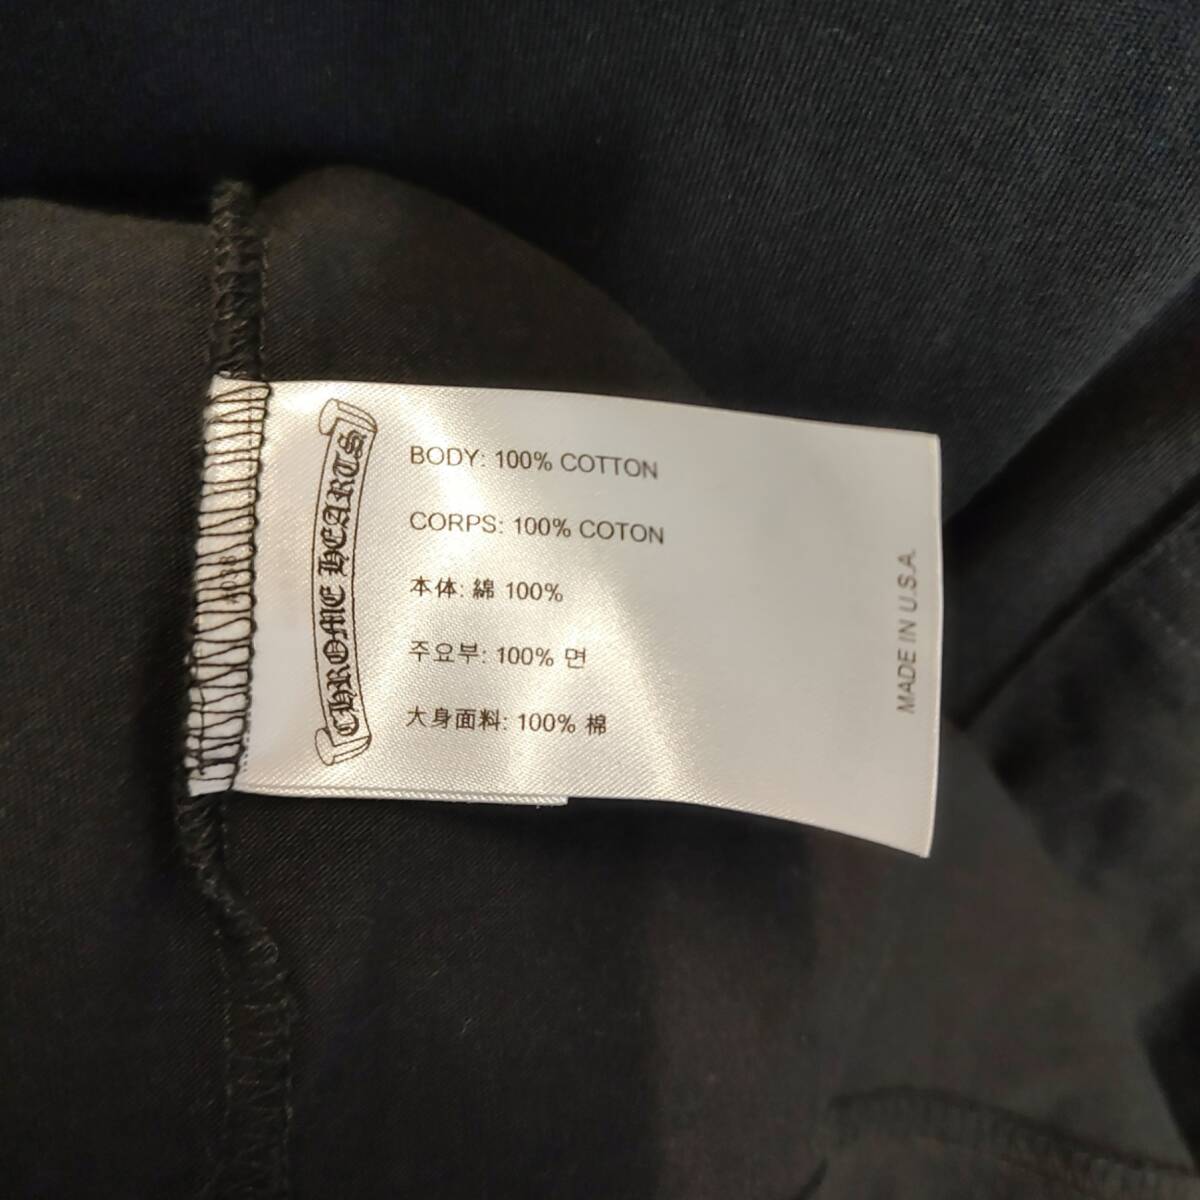 CHROME HEARTS
BODY: 100% COTTON
CORPS: 100% COTON
本体: 綿 100%
주요부: 100% 면
大身面料: 100% 棉
MADE IN U.S.A.